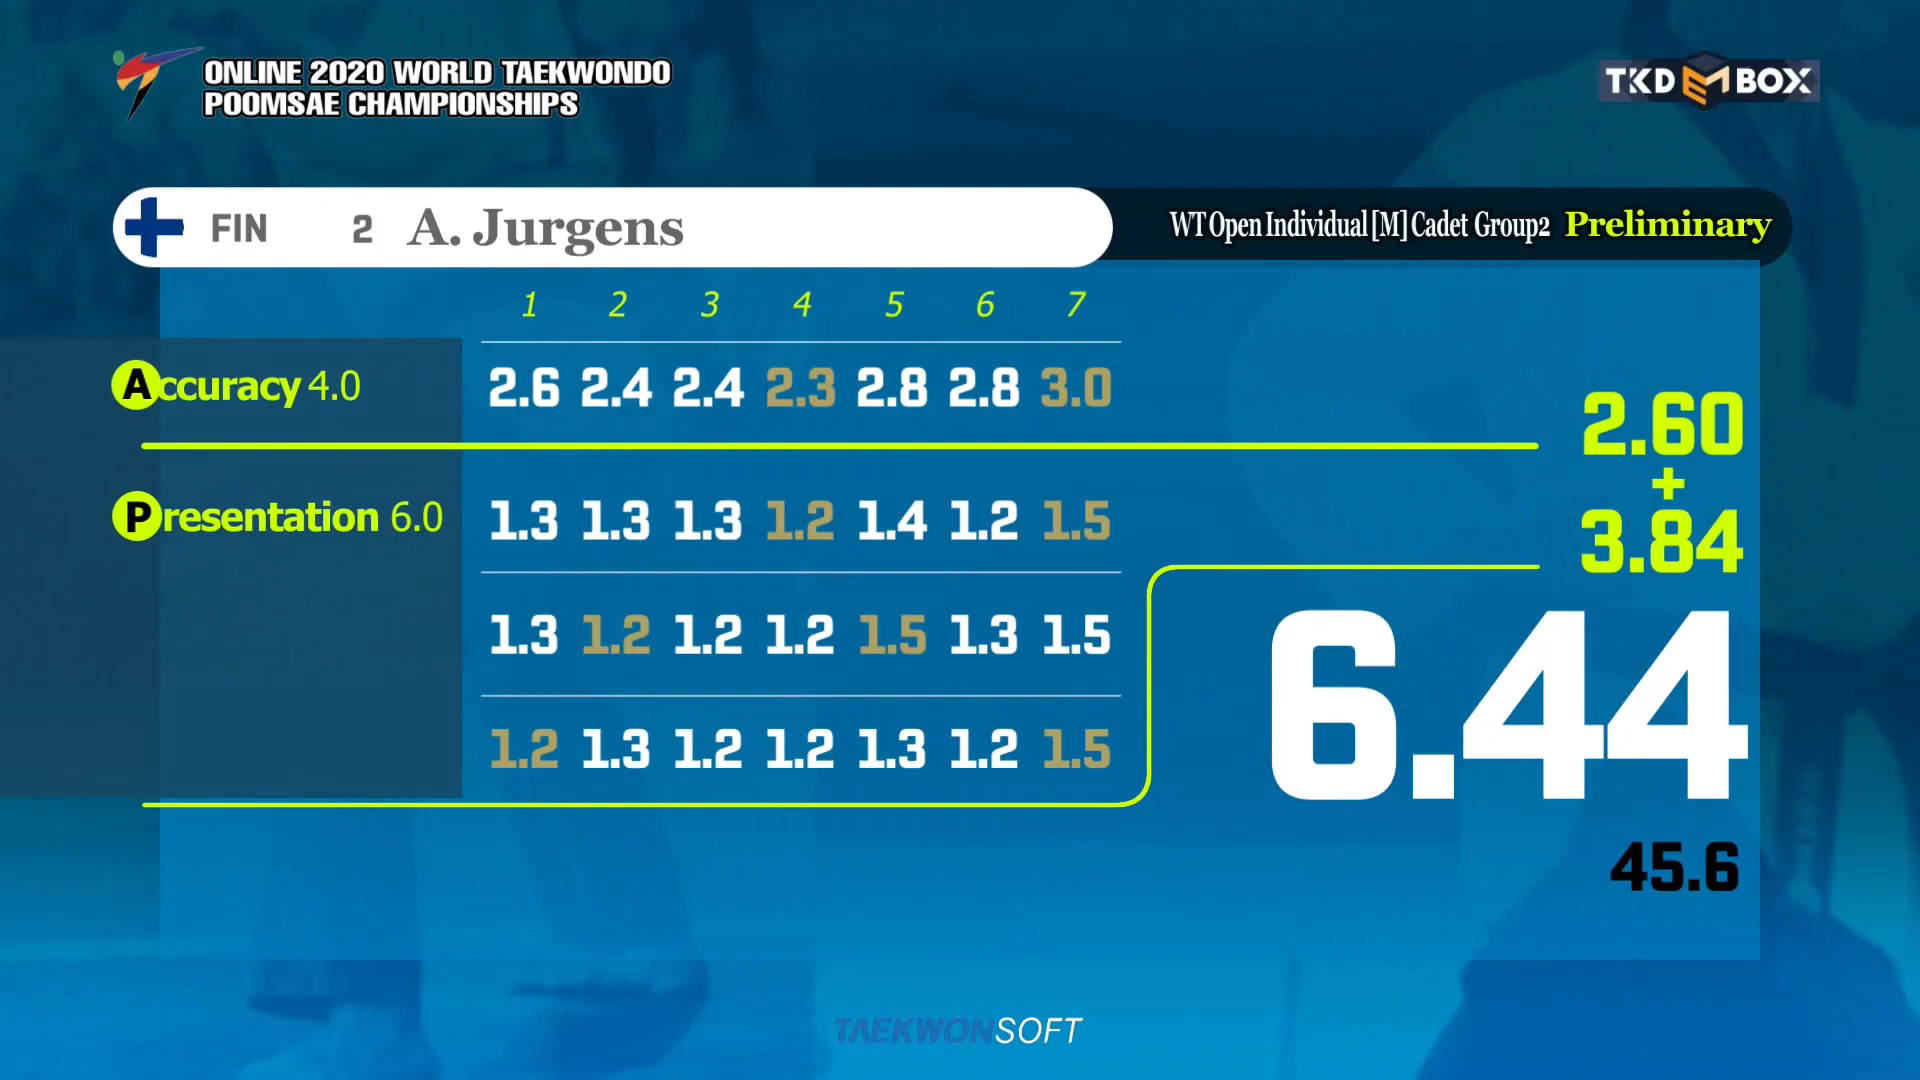 ONLINE 2020 WORLD TAEKWONDO
POOMSAE CHAMPIONSHIPS
TKD BOX
FIN 2 A. Jurgens
WT Open Individual [M] Cadet Group2 Preliminary
1 2 3 4 5 6 7
Accuracy 4.0 2.6 2.4 2.4 2.3 2.8 2.8 3.0
2.60
+
Presentation 6.0 1.3 1.3 1.3 1.2 1.4 1.2 1.5
3.84
1.3 1.2 1.2 1.2 1.5 1.3 1.5
6.44
1.2 1.3 1.2 1.2 1.3 1.2 1.5
45.6
TAEKWONSOFT